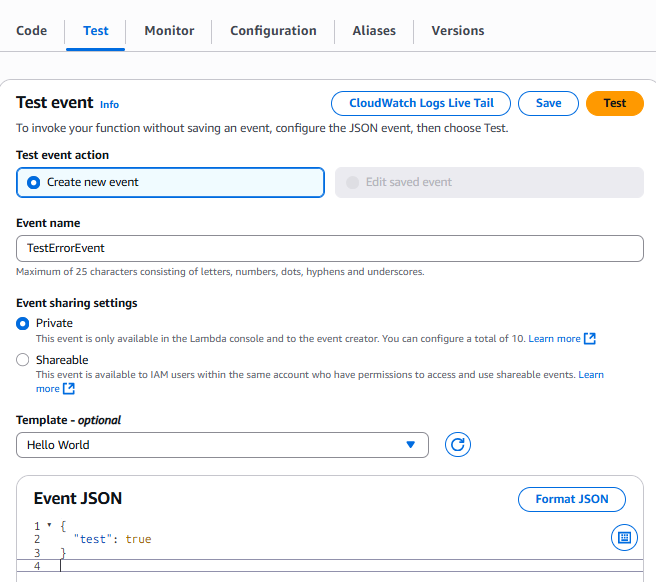 Code Test Monitor Configuration Aliases Versions
Test event Info CloudWatch Logs Live Tail Save Test
To invoke your function without saving an event, configure the JSON event, then choose Test.
Test event action
Create new event Edit saved event
Event name
TestErrorEvent
Maximum of 25 characters consisting of letters, numbers, dots, hyphens and underscores.
Event sharing settings
Private
This event is only available in the Lambda console and to the event creator. You can configure a total of 10. Learn more
Shareable
This event is available to IAM users within the same account who have permissions to access and use shareable events. Learn
more
Template - optional
Hello World
Event JSON Format JSON
1 {
2 "test": true
3 }
4